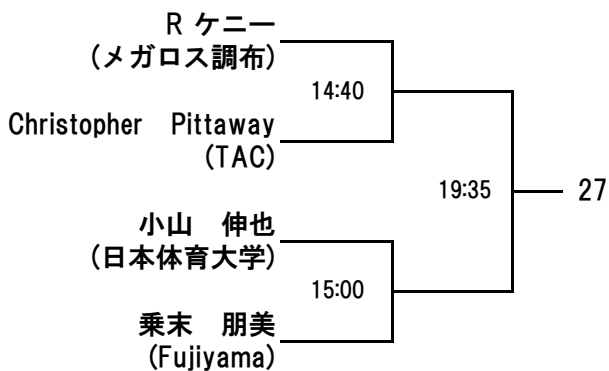 R ケニー
(メガロス調布)
14:40
Christopher　Pittaway
(TAC)
19:35
27
小山　伸也
(日本体育大学)
15:00
乗末　朋美
(Fujiyama)